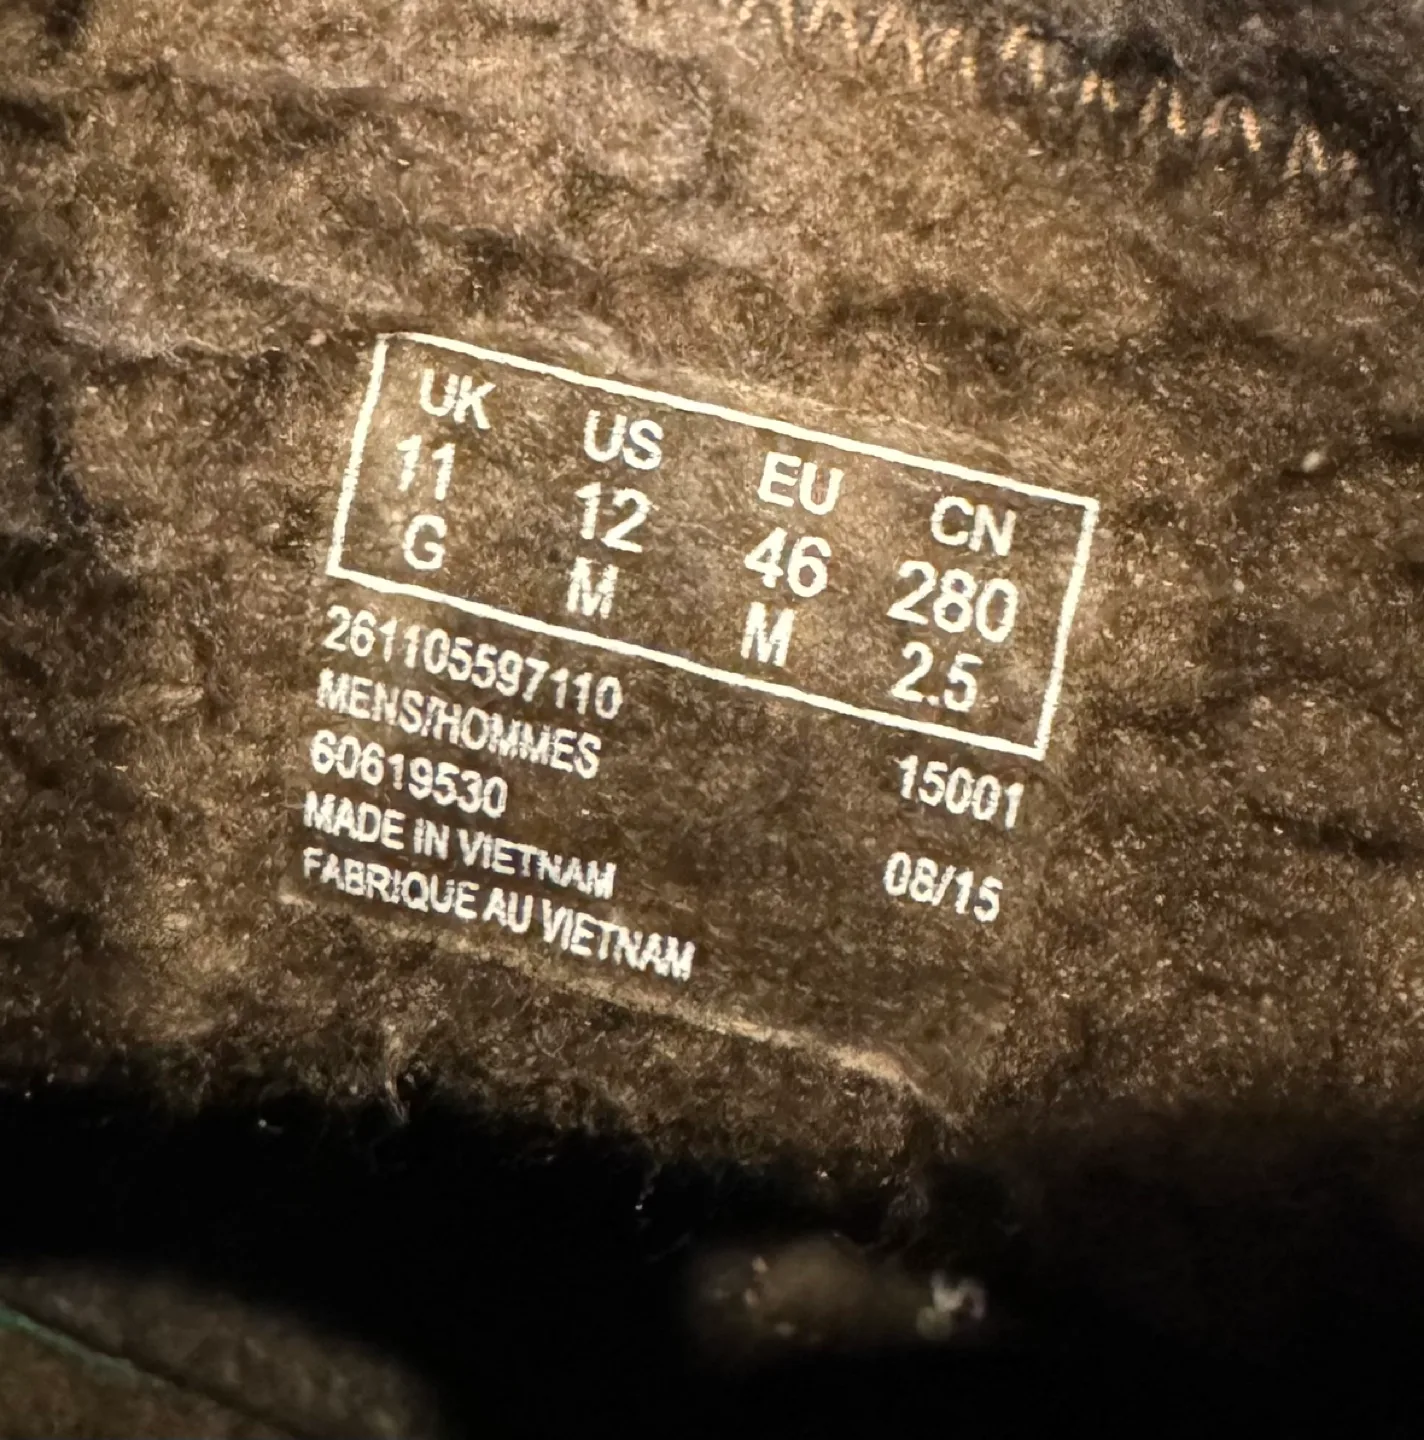 UK US EU CN
11 12 46 280
G M M 2.5
261105597110
MENS/HOMMES 15001
60619530
MADE IN VIETNAM 08/15
FABRIQUE AU VIETNAM